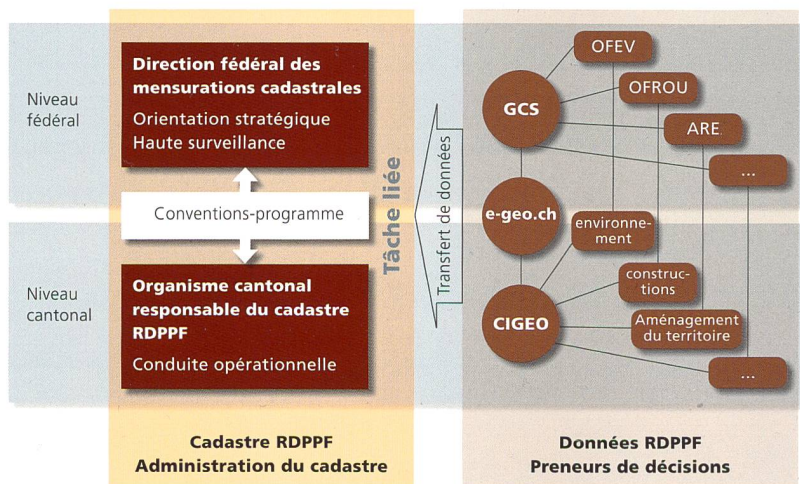 Niveau
fédéral
Direction fédéral des
mensurations cadastrales
Orientation stratégique
Haute surveillance
Conventions-programme
Niveau
cantonal
Organisme cantonal
responsable du cadastre
RDPPF
Conduite opérationnelle
Tâche liée
Transfert de données
GCS
OFEV
OFROU
ARE
...
e-geo.ch
environne-
ment
construc-
tions
CIGEO
Aménagement
du territoire
...
Cadastre RDPPF
Administration du cadastre
Données RDPPF
Preneurs de décisions